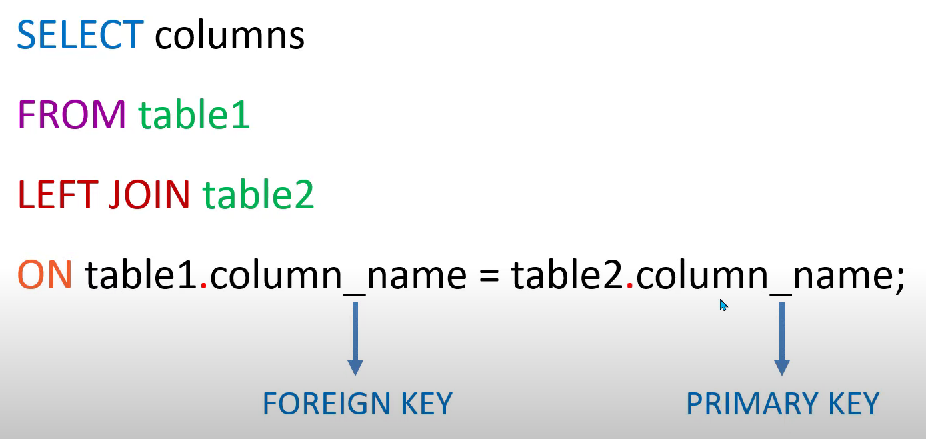 SELECT columns
FROM table1
LEFT JOIN table2
ON table1.column_name = table2.column_name;
FOREIGN KEY PRIMARY KEY